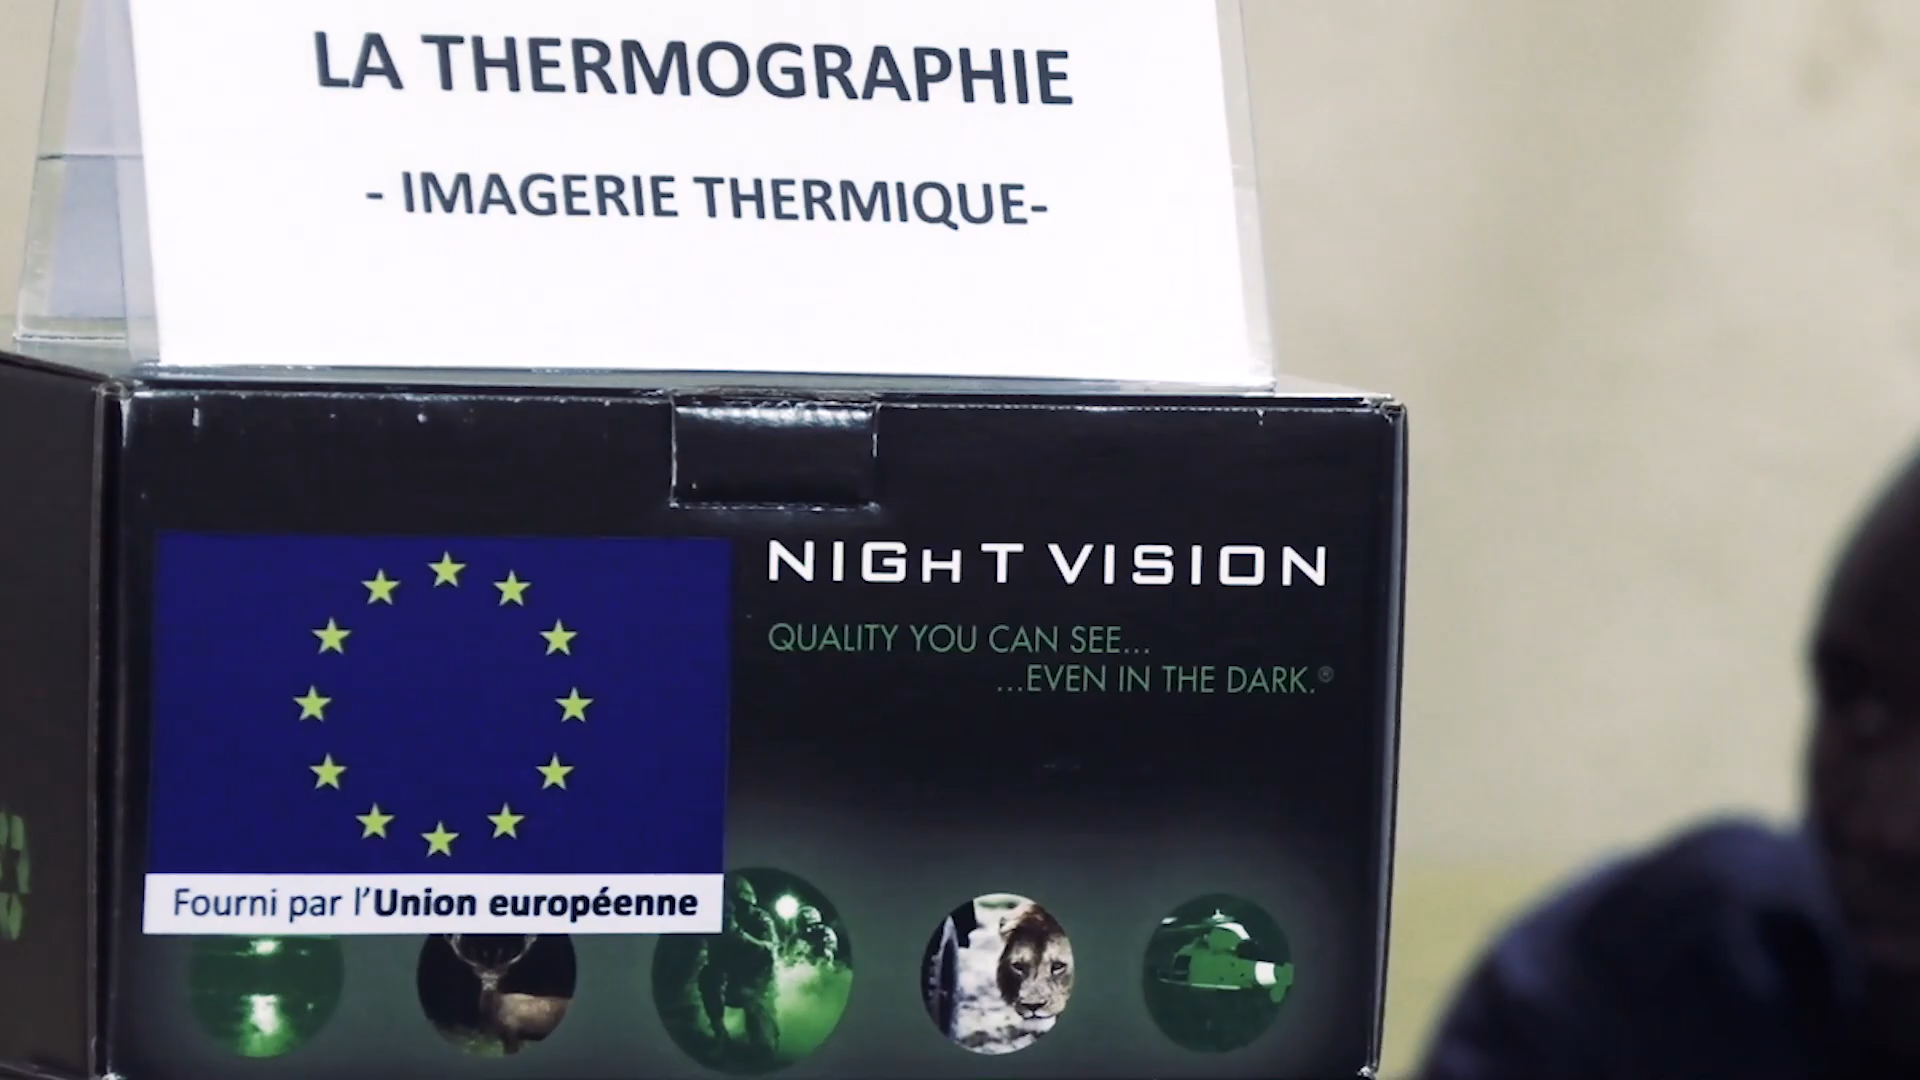 LA THERMOGRAPHIE
- IMAGERIE THERMIQUE-
NIGHT VISION
QUALITY YOU CAN SEE...
...EVEN IN THE DARK.®
Fourni par l'Union européenne